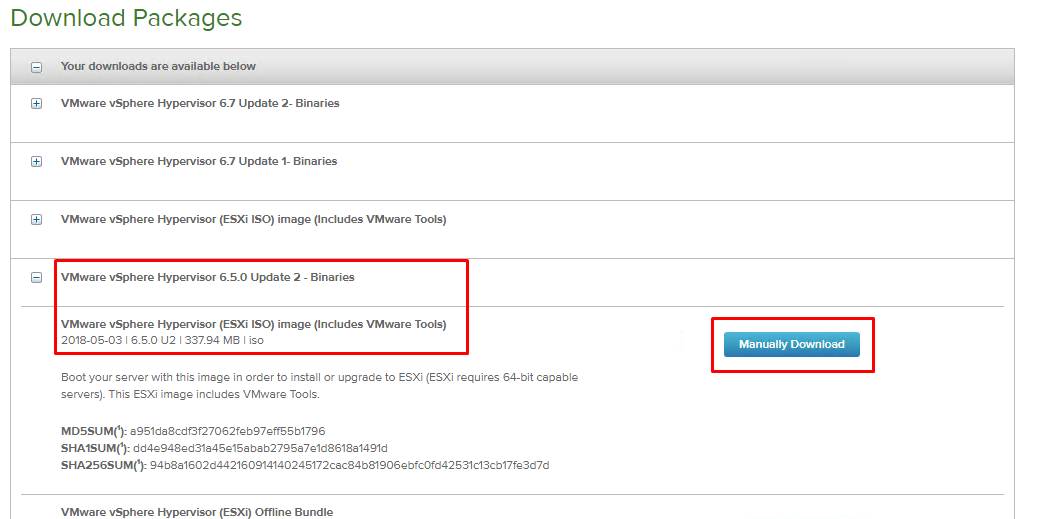 Download Packages
Your downloads are available below
VMware vSphere Hypervisor 6.7 Update 2- Binaries
VMware vSphere Hypervisor 6.7 Update 1- Binaries
VMware vSphere Hypervisor (ESXi ISO) image (Includes VMware Tools)
VMware vSphere Hypervisor 6.5.0 Update 2 - Binaries
VMware vSphere Hypervisor (ESXi ISO) image (Includes VMware Tools)
2018-05-03 | 6.5.0 U2 | 337.94 MB | iso
Manually Download
Boot your server with this image in order to install or upgrade to ESXi (ESXi requires 64-bit capable
servers). This ESXi image includes VMware Tools.
MD5SUM(¹): a951da8cdf3f27062feb97eff55b1796
SHA1SUM(¹): dd4e948ed31a45e15abab2795a7e1d8618a1491d
SHA256SUM(¹): 94b8a1602d442160914140245172cac84b81906ebfc0fd42531c13cb17fe3d7d
VMware vSphere Hypervisor (ESXi) Offline Bundle